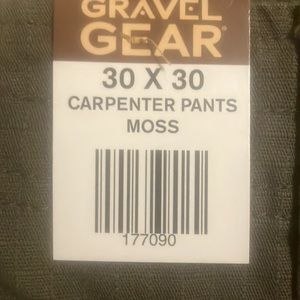 GRAVEL
GEAR®
30 X 30
CARPENTER PANTS
MOSS
177090